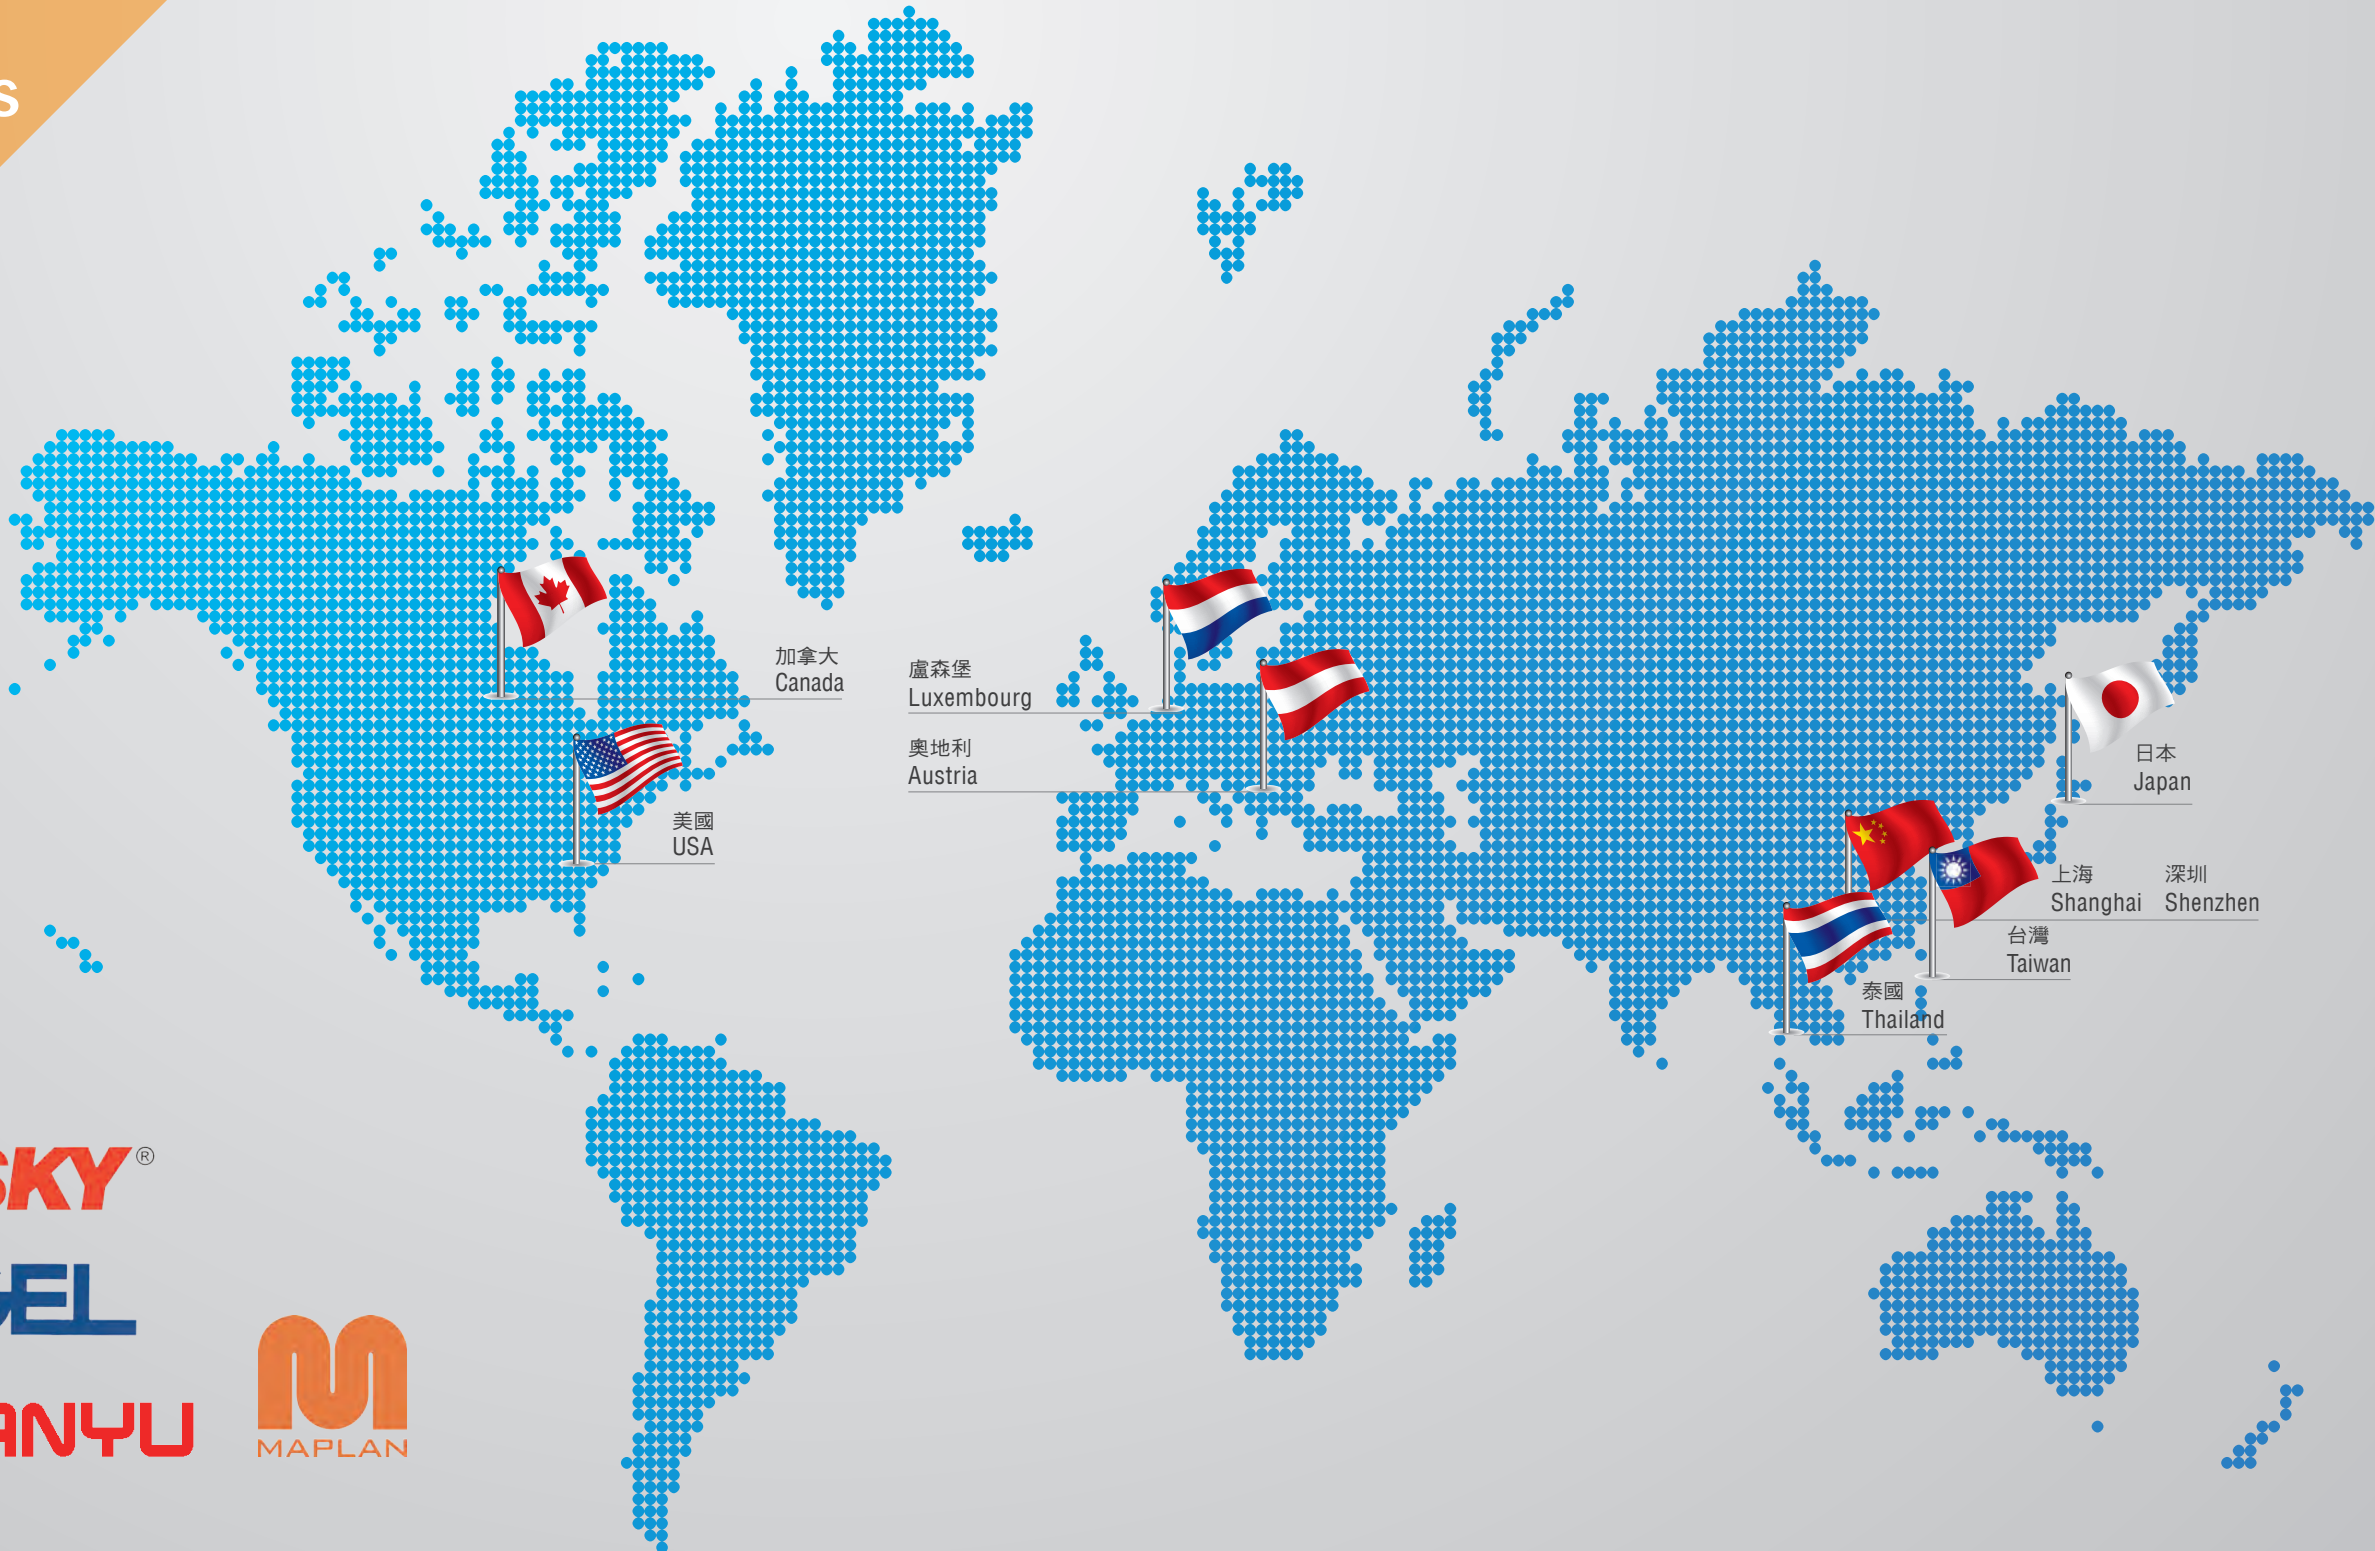 S
加拿大
Canada
美國
USA
盧森堡
Luxembourg
奧地利
Austria
日本
Japan
上海 深圳
Shanghai Shenzhen
台灣
Taiwan
泰國
Thailand
SKY®
GEL
ANYU
MAPLAN